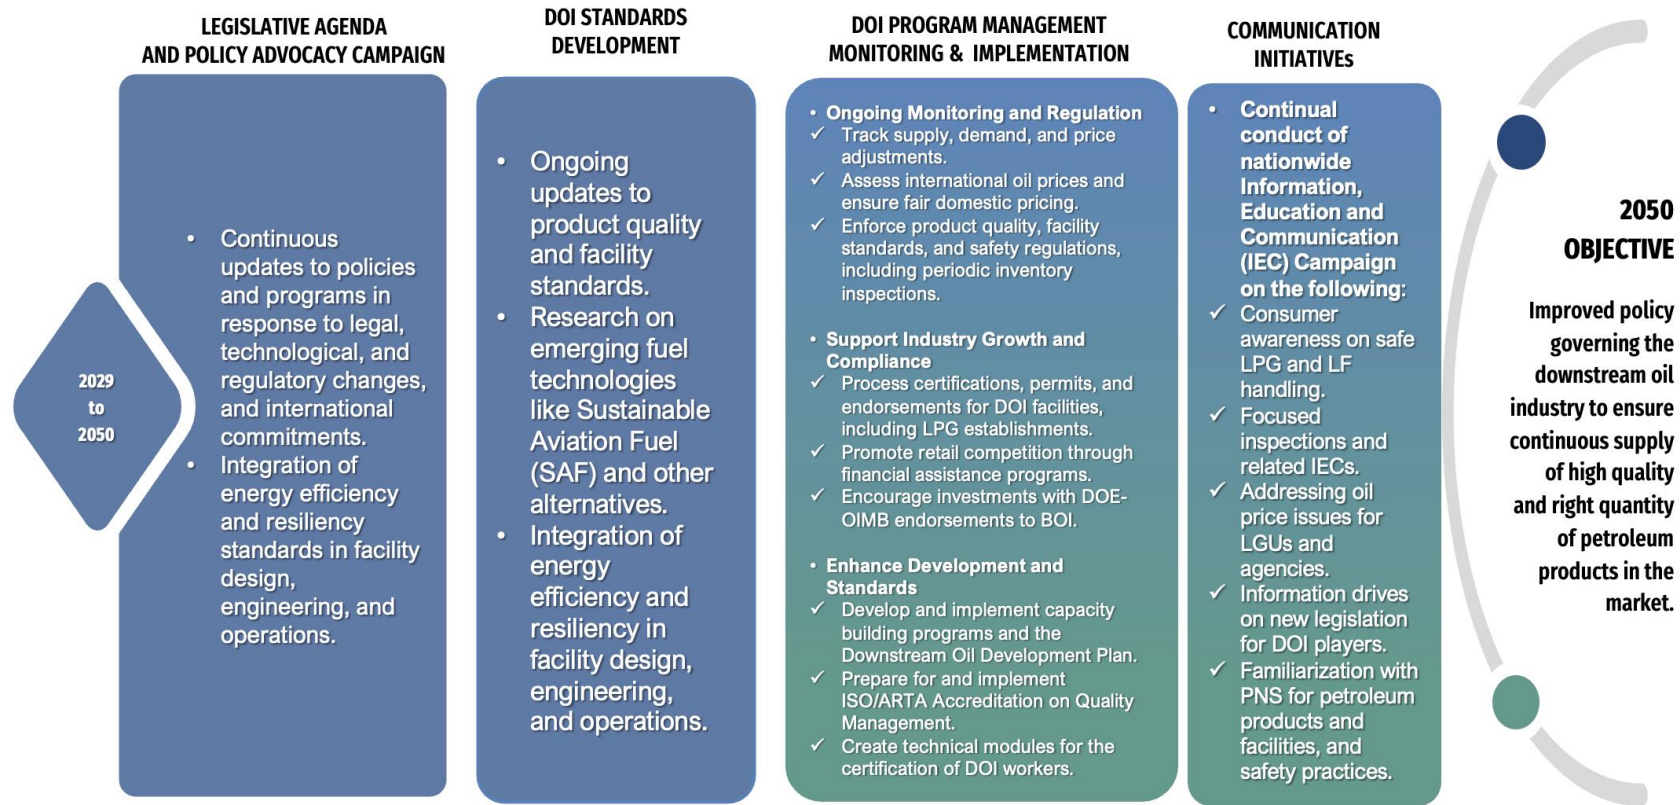 LEGISLATIVE AGENDA
AND POLICY ADVOCACY CAMPAIGN
2029
to
2050
• Continuous
updates to policies
and programs in
response to legal,
technological, and
regulatory changes,
and international
commitments.
• Integration of
energy efficiency
and resiliency
standards in facility
design,
engineering, and
operations.
DOI STANDARDS
DEVELOPMENT
• Ongoing
updates to
product quality
and facility
standards.
• Research on
emerging fuel
technologies
like Sustainable
Aviation Fuel
(SAF) and other
alternatives.
• Integration of
energy
efficiency and
resiliency in
facility design,
engineering,
and operations.
DOI PROGRAM MANAGEMENT
MONITORING & IMPLEMENTATION
• Ongoing Monitoring and Regulation
✓ Track supply, demand, and price
adjustments.
✓ Assess international oil prices and
ensure fair domestic pricing.
✓ Enforce product quality, facility
standards, and safety regulations,
including periodic inventory
inspections.
• Support Industry Growth and
Compliance
✓ Process certifications, permits, and
endorsements for DOI facilities,
including LPG establishments.
✓ Promote retail competition through
financial assistance programs.
✓ Encourage investments with DOE-
OIMB endorsements to BOI.
• Enhance Development and
Standards
✓ Develop and implement capacity
building programs and the
Downstream Oil Development Plan.
✓ Prepare for and implement
ISO/ARTA Accreditation on Quality
Management.
✓ Create technical modules for the
certification of DOI workers.
COMMUNICATION
INITIATIVEs
• Continual
conduct of
nationwide
Information,
Education and
Communication
(IEC) Campaign
on the following:
✓ Consumer
awareness on safe
LPG and LF
handling.
✓ Focused
inspections and
related IECs.
✓ Addressing oil
price issues for
LGUs and
agencies.
✓ Information drives
on new legislation
for DOI players.
✓ Familiarization with
PNS for petroleum
products and
facilities, and
safety practices.
2050
OBJECTIVE
Improved policy
governing the
downstream oil
industry to ensure
continuous supply
of high quality
and right quantity
of petroleum
products in the
market.